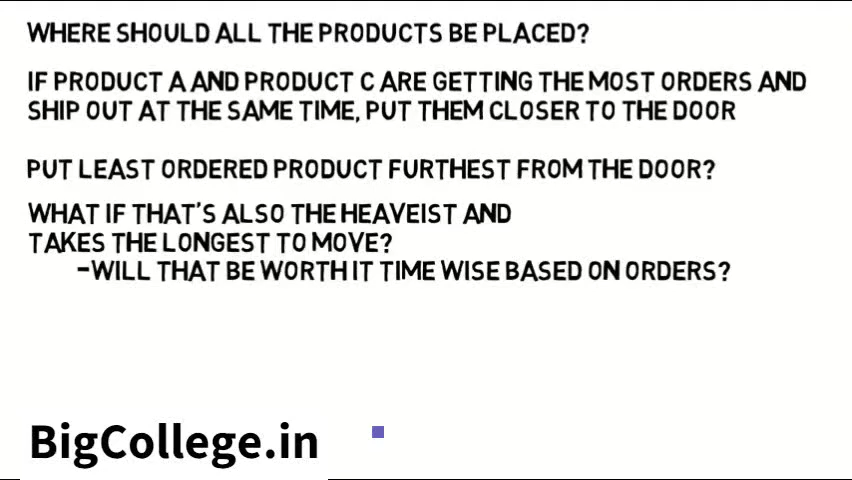 WHERE SHOULD ALL THE PRODUCTS BE PLACED?
IF PRODUCT A AND PRODUCT C ARE GETTING THE MOST ORDERS AND
SHIP OUT AT THE SAME TIME, PUT THEM CLOSER TO THE DOOR
PUT LEAST ORDERED PRODUCT FURTHEST FROM THE DOOR?
WHAT IF THAT'S ALSO THE HEAVEIST AND
TAKES THE LONGEST TO MOVE?
-WILL THAT BE WORTH IT TIME WISE BASED ON ORDERS?
BigCollege.in